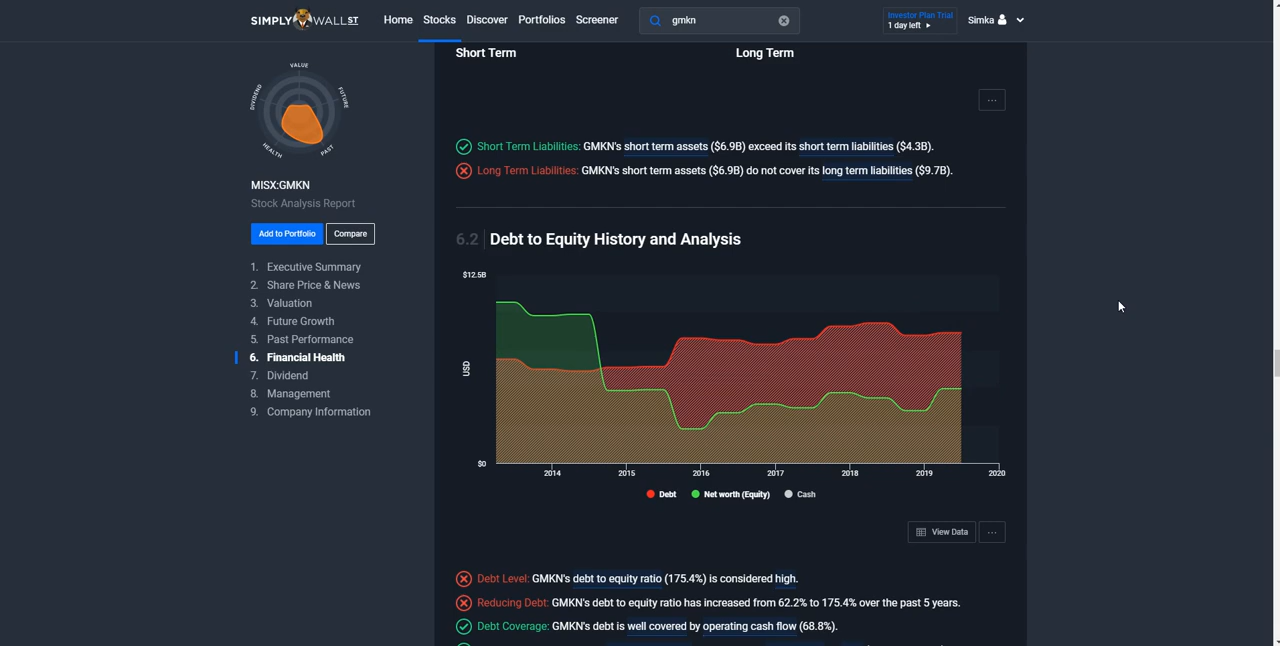 SIMPLY WALL ST
Home Stocks Discover Portfolios Screener
gmkn
Investor Plan Trial
1 day left
Simka
VALUE
FUTURE
PAST
HEALTH
DIVIDEND
MISX:GMKN
Stock Analysis Report
Add to Portfolio
Compare
1. Executive Summary
2. Share Price & News
3. Valuation
4. Future Growth
5. Past Performance
6. Financial Health
7. Dividend
8. Management
9. Company Information
Short Term
Long Term
...
Short Term Liabilities: GMKN's short term assets ($6.9B) exceed its short term liabilities ($4.3B).
Long Term Liabilities: GMKN's short term assets ($6.9B) do not cover its long term liabilities ($9.7B).
6.2 Debt to Equity History and Analysis
$12.5B
USD
$0
2014 2015 2016 2017 2018 2019 2020
Debt Net worth (Equity) Cash
View Data
...
Debt Level: GMKN's debt to equity ratio (175.4%) is considered high.
Reducing Debt: GMKN's debt to equity ratio has increased from 62.2% to 175.4% over the past 5 years.
Debt Coverage: GMKN's debt is well covered by operating cash flow (68.8%).